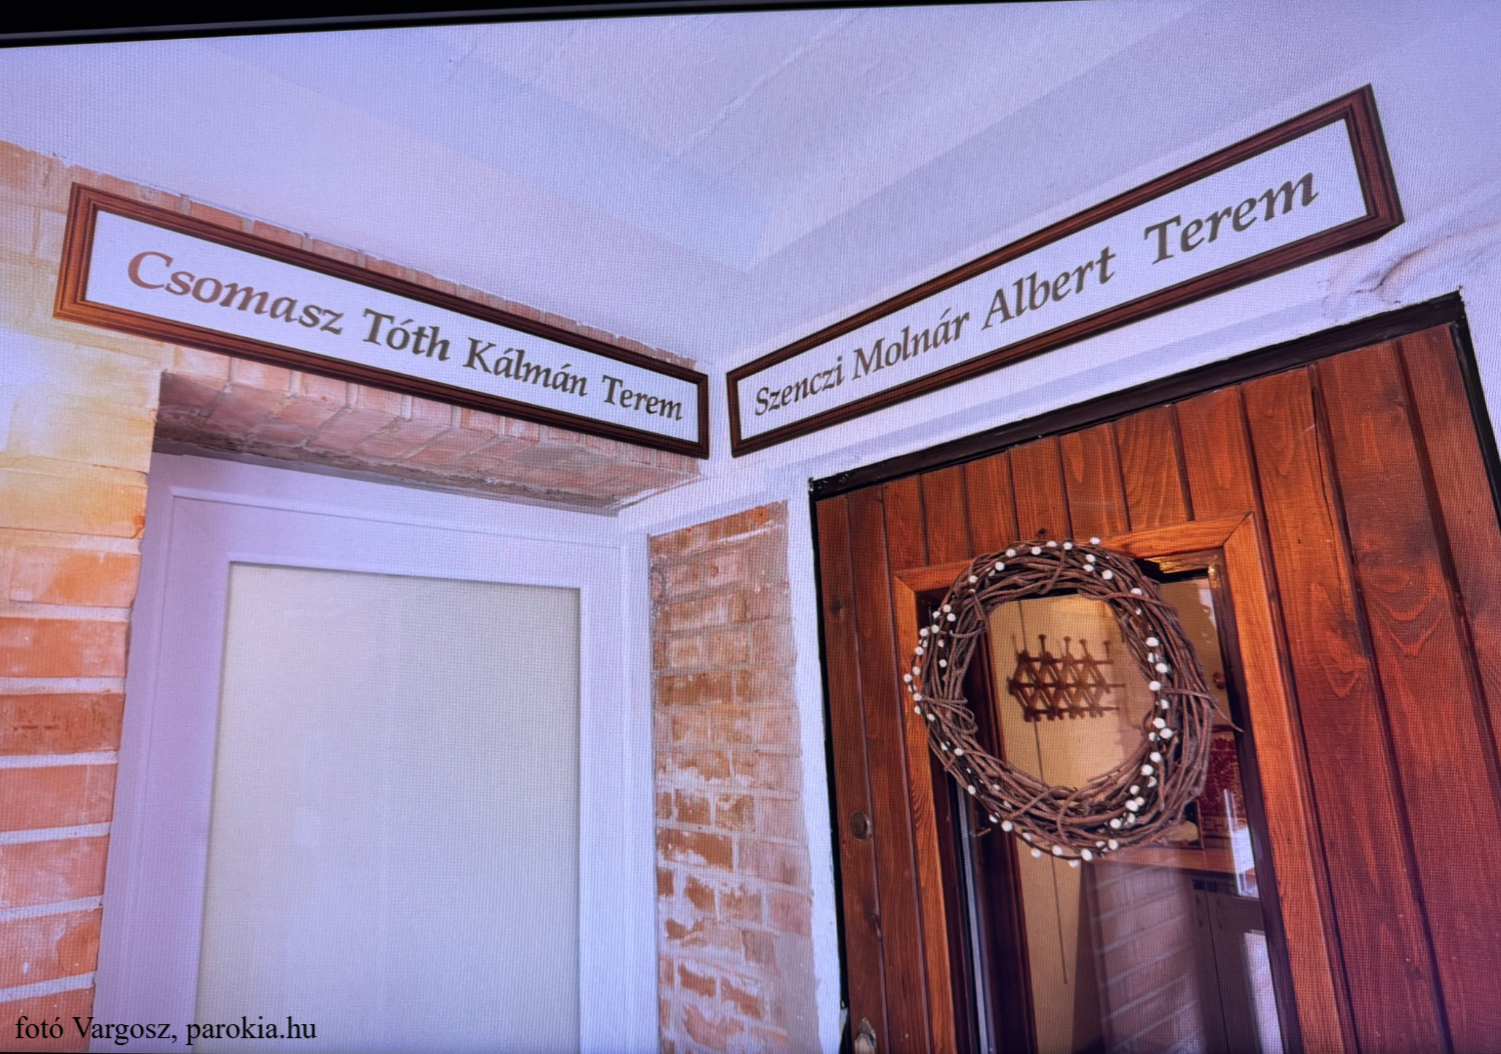 Csomasz Tóth Kálmán Terem
Szenczi Molnár Albert Terem
fotó Vargosz, parokia.hu